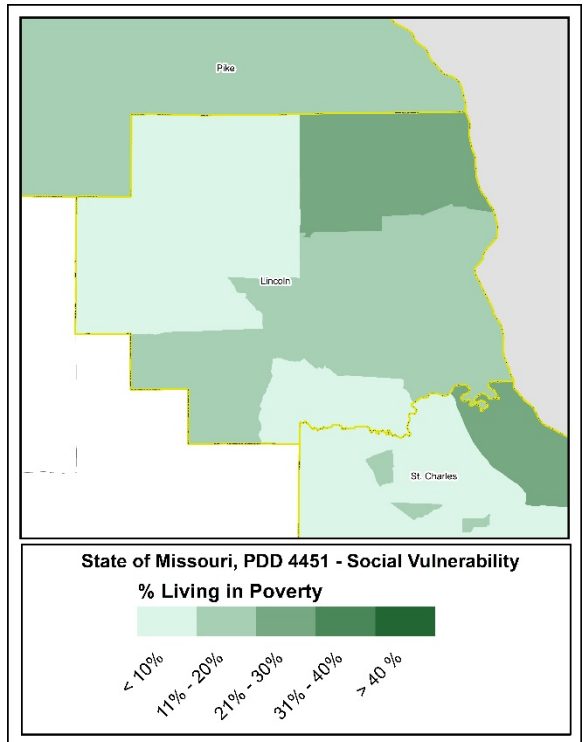 Pike
Lincoln
St. Charles
State of Missouri, PDD 4451 - Social Vulnerability
% Living in Poverty
< 10%
11% - 20%
21% - 30%
31% - 40%
> 40 %